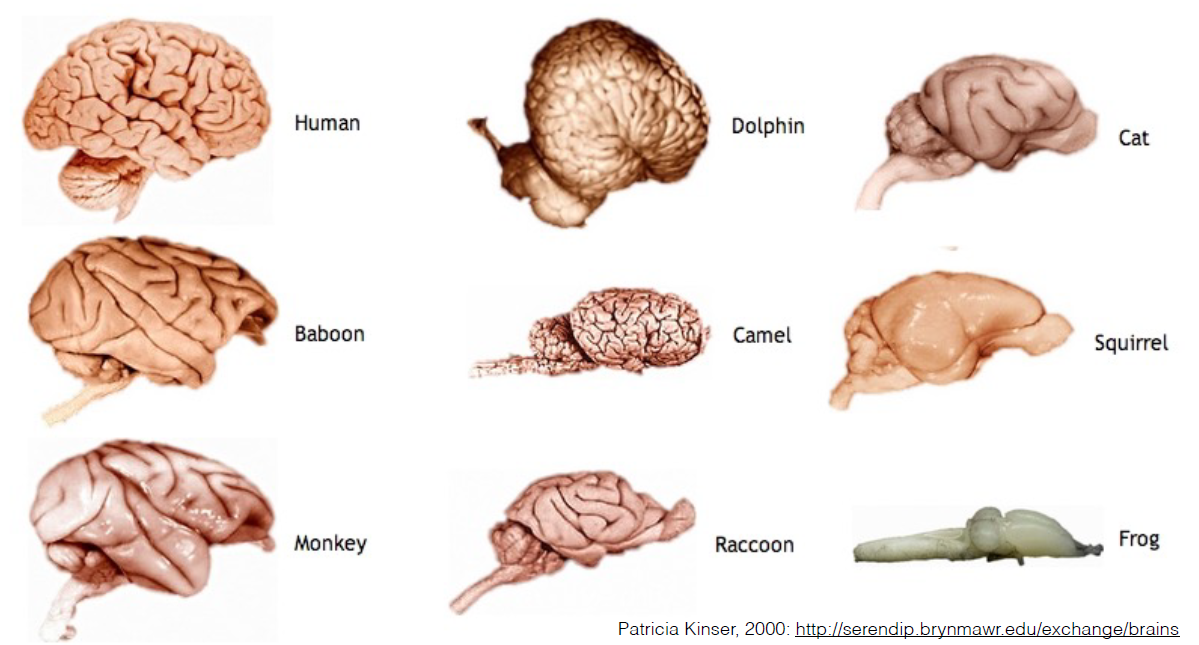 Human
Dolphin
Cat
Baboon
Camel
Squirrel
Monkey
Raccoon
Frog
Patricia Kinser, 2000: http://serendip.brynmawr.edu/exchange/brains